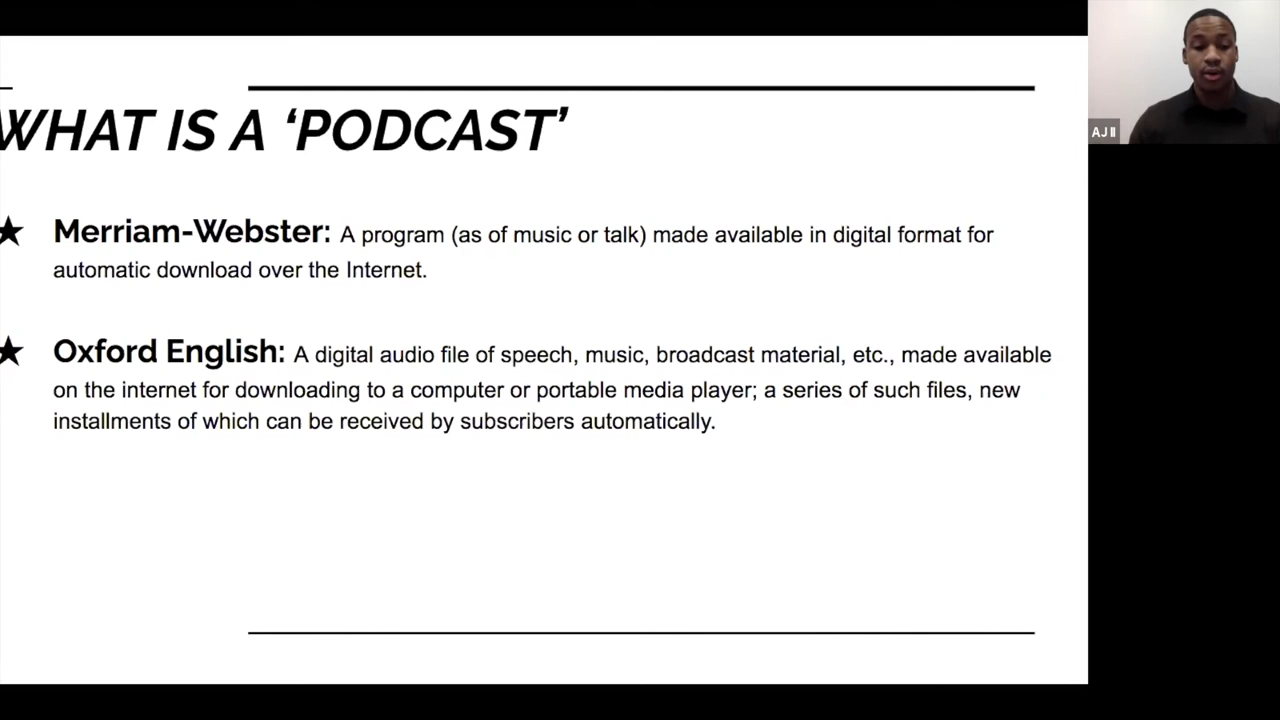 WHAT IS A ‘PODCAST’
★ Merriam-Webster: A program (as of music or talk) made available in digital format for
automatic download over the Internet.
★ Oxford English: A digital audio file of speech, music, broadcast material, etc., made available
on the internet for downloading to a computer or portable media player; a series of such files, new
installments of which can be received by subscribers automatically.
AJ II